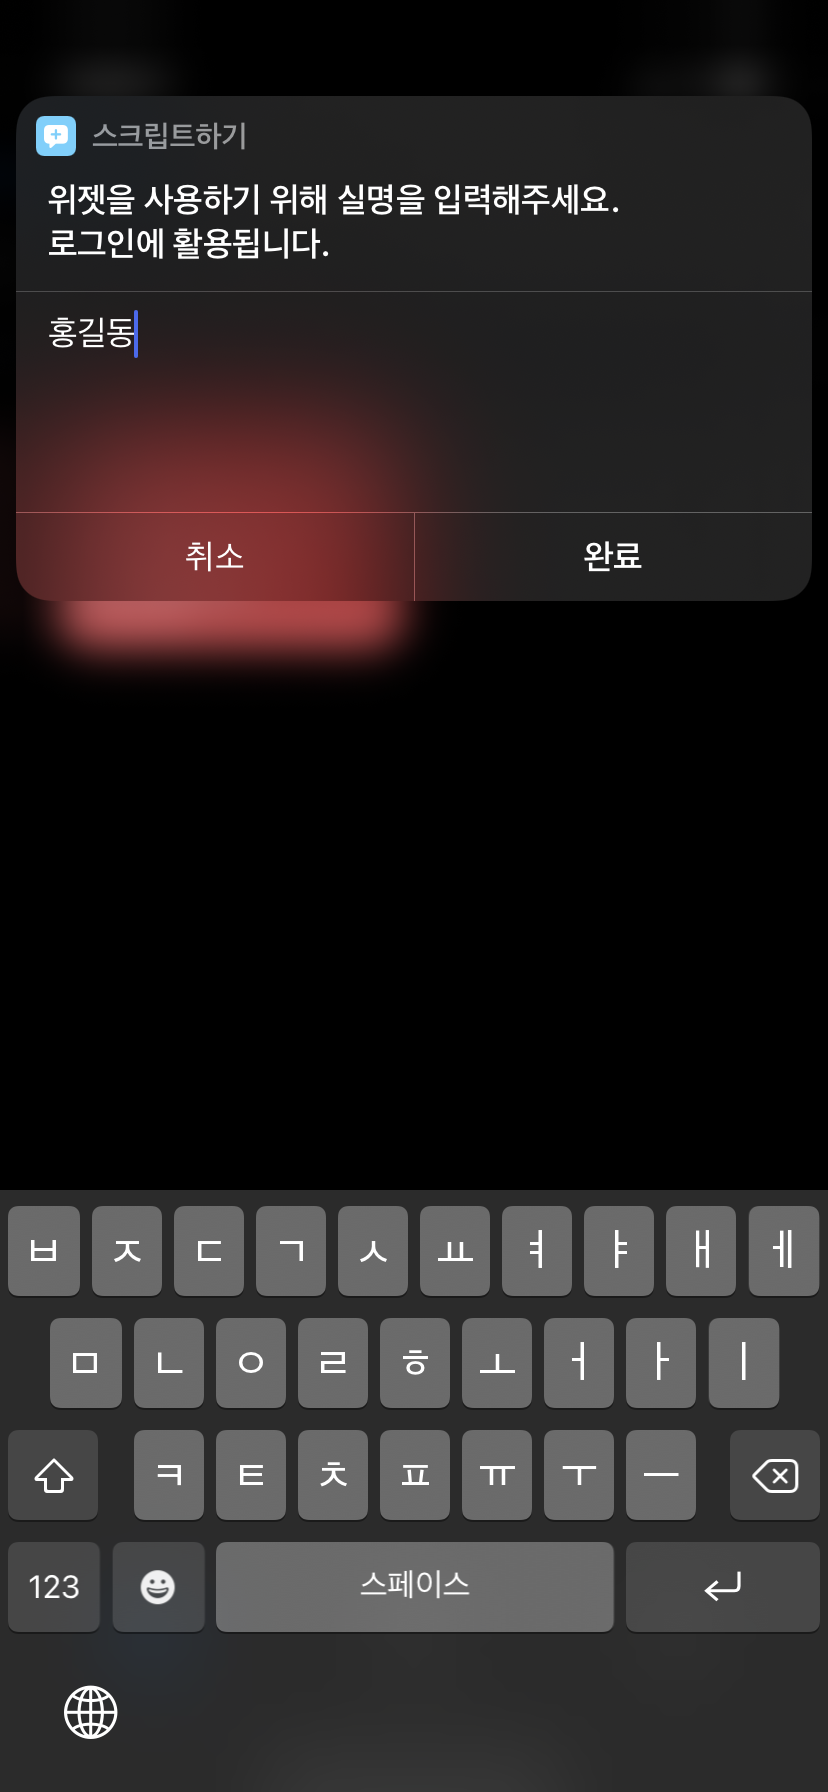 스크립트하기
위젯을 사용하기 위해 실명을 입력해주세요.
로그인에 활용됩니다.
홍길동
취소 완료
ㅂ ㅈ ㄷ ㄱ ㅅ ㅛ ㅕ ㅑ ㅐ ㅔ
ㅁ ㄴ ㅇ ㄹ ㅎ ㅗ ㅓ ㅏ ㅣ
ㅋ ㅌ ㅊ ㅍ ㅠ ㅜ ㅡ
123 스페이스